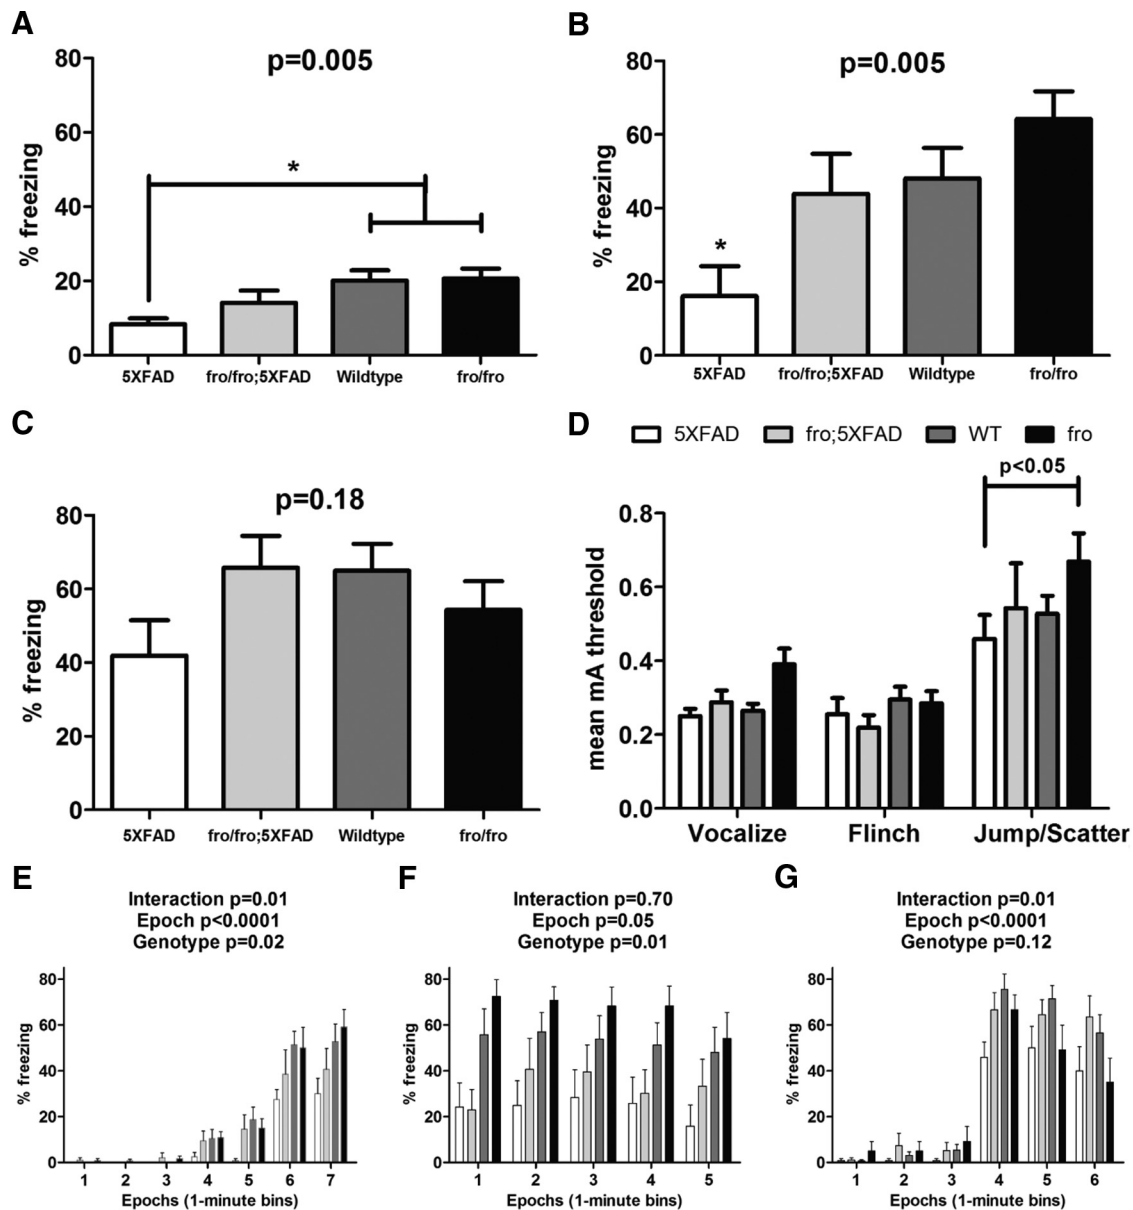 A
p=0.005
% freezing
80
60
40
20
0
*
5XFAD
fro/fro;5XFAD
Wildtype
fro/fro
B
p=0.005
% freezing
80
60
40
20
0
*
5XFAD
fro/fro;5XFAD
Wildtype
fro/fro
C
p=0.18
% freezing
80
60
40
20
0
5XFAD
fro/fro;5XFAD
Wildtype
fro/fro
D
5XFAD
fro;5XFAD
WT
fro
p<0.05
mean mA threshold
0.8
0.6
0.4
0.2
0.0
Vocalize
Flinch
Jump/Scatter
E
Interaction p=0.01
Epoch p<0.0001
Genotype p=0.02
% freezing
80
60
40
20
0
1 2 3 4 5 6 7
Epochs (1-minute bins)
F
Interaction p=0.70
Epoch p=0.05
Genotype p=0.01
% freezing
80
60
40
20
0
1 2 3 4 5
Epochs (1-minute bins)
G
Interaction p=0.01
Epoch p<0.0001
Genotype p=0.12
% freezing
80
60
40
20
0
1 2 3 4 5 6
Epochs (1-minute bins)